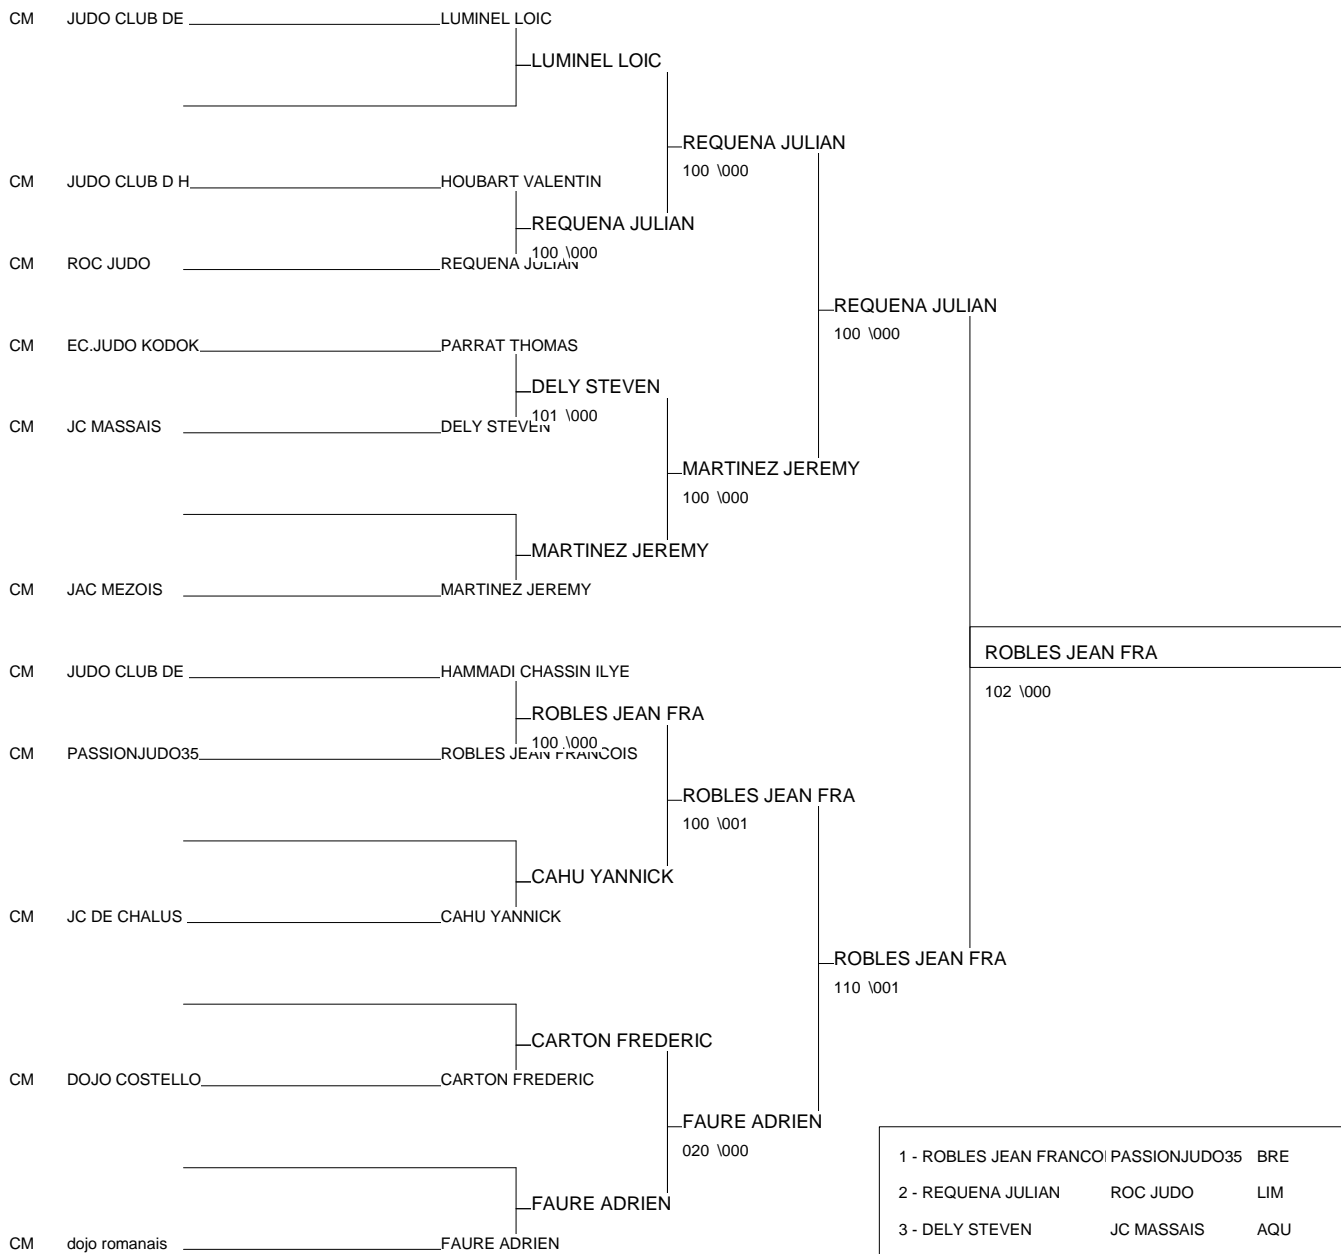 CM JUDO CLUB DE LUMINEL LOIC
LUMINEL LOIC
REQUENA JULIAN
100 \000
CM JUDO CLUB D H HOUBART VALENTIN
REQUENA JULIAN
100 \000
CM ROC JUDO REQUENA JULIAN
REQUENA JULIAN
100 \000
CM EC.JUDO KODOK PARRAT THOMAS
DELY STEVEN
101 \000
CM JC MASSAIS DELY STEVEN
MARTINEZ JEREMY
100 \000
MARTINEZ JEREMY
CM JAC MEZOIS MARTINEZ JEREMY
ROBLES JEAN FRA
102 \000
CM JUDO CLUB DE HAMMADI CHASSIN ILYE
ROBLES JEAN FRA
100 \000
CM PASSIONJUDO35 ROBLES JEAN FRANCOIS
ROBLES JEAN FRA
100 \001
CAHU YANNICK
CM JC DE CHALUS CAHU YANNICK
ROBLES JEAN FRA
110 \001
CARTON FREDERIC
CM DOJO COSTELLO CARTON FREDERIC
FAURE ADRIEN
020 \000
FAURE ADRIEN
CM dojo romanais FAURE ADRIEN
1 - ROBLES JEAN FRANCOI PASSIONJUDO35 BRE
2 - REQUENA JULIAN ROC JUDO LIM
3 - DELY STEVEN JC MASSAIS AQU